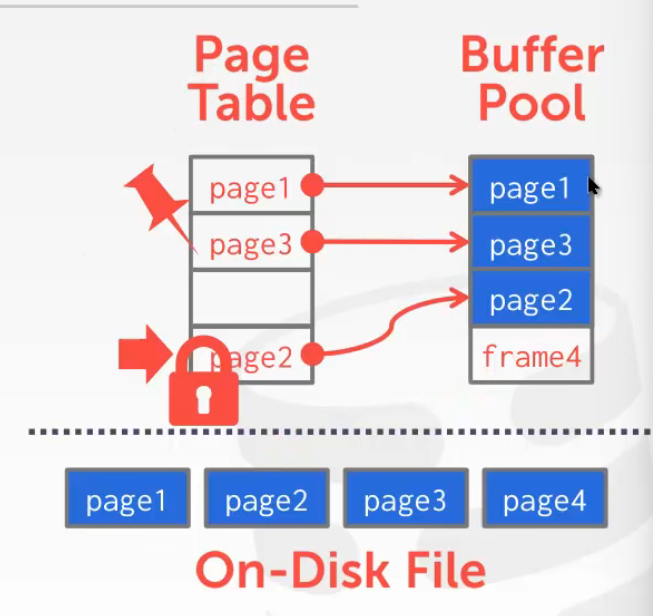 Page
Table
Buffer
Pool
page1
page1
page3
page3
page2
page2
frame4
page1
page2
page3
page4
On-Disk File